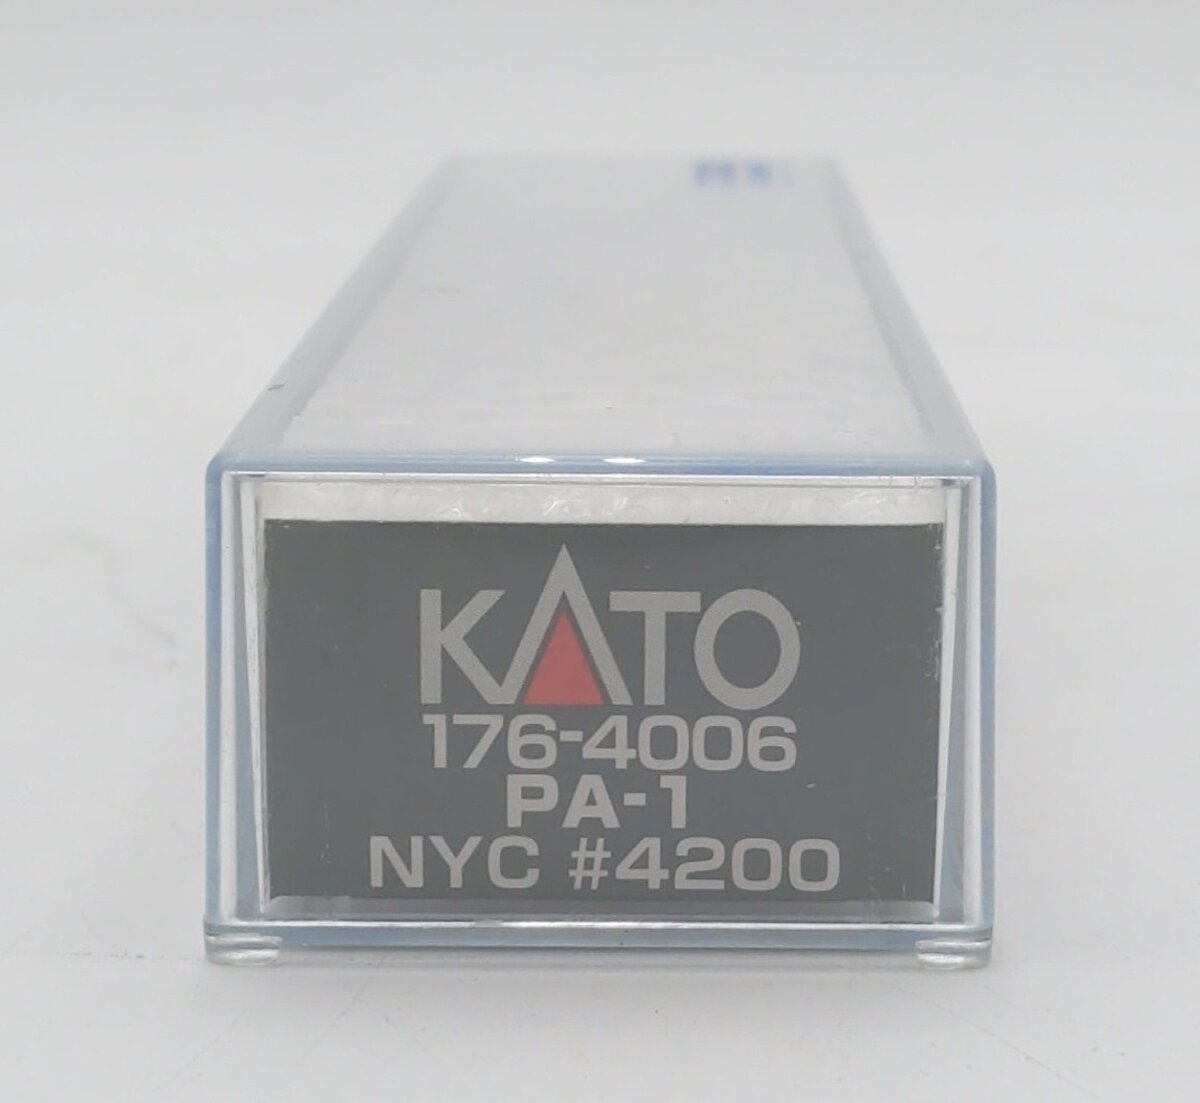 KATO
176-4006
PA-1
NYC #4200